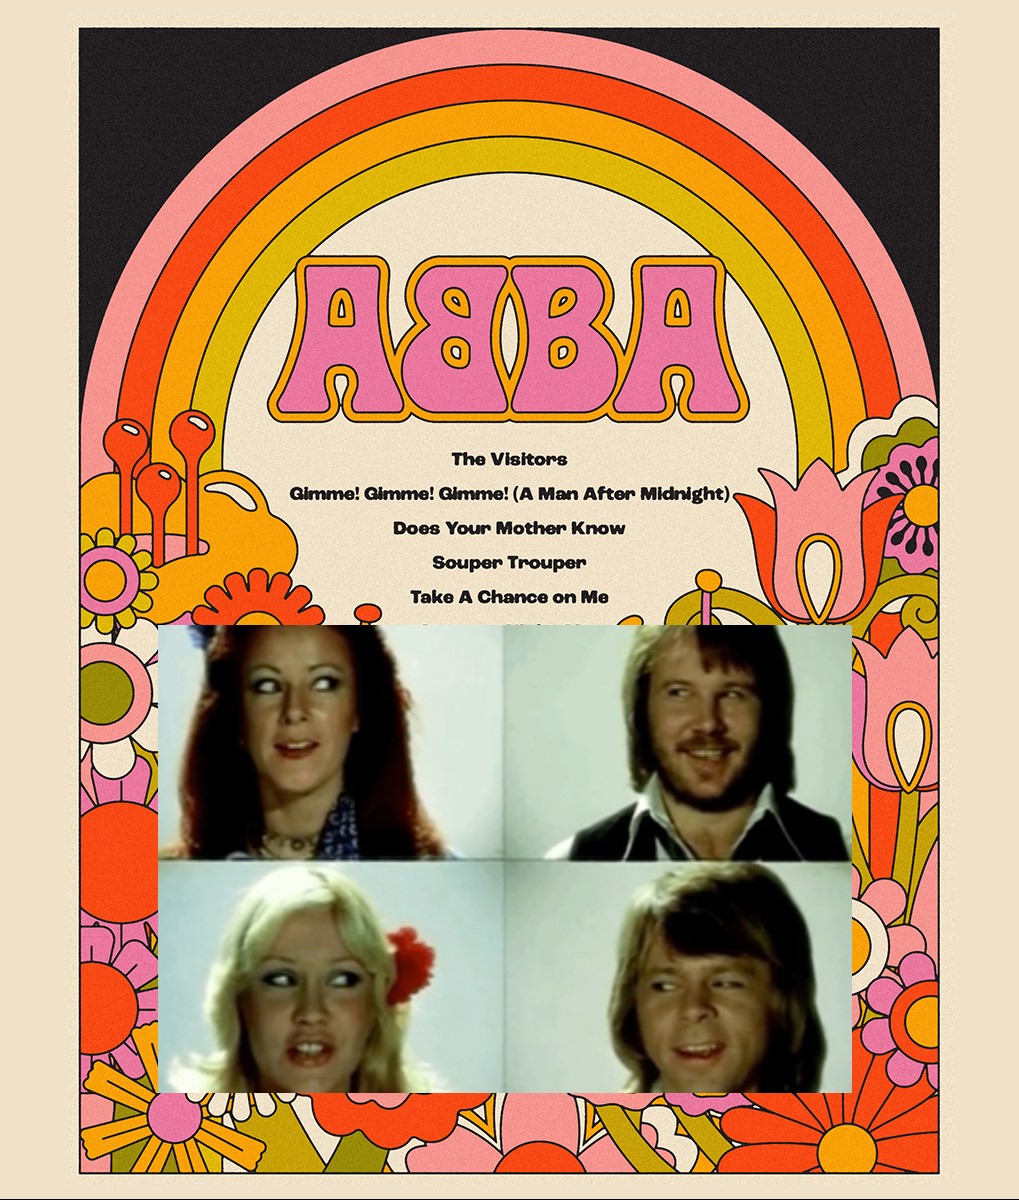 ABBA
The Visitors
Gimme! Gimme! Gimme! (A Man After Midnight)
Does Your Mother Know
Souper Trouper
Take A Chance on Me